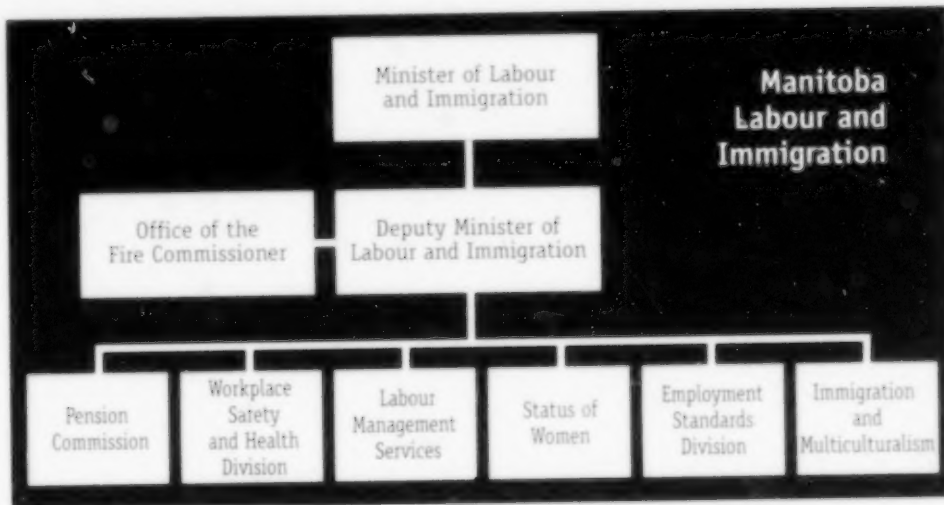 Minister of Labour
and Immigration
Manitoba
Labour and
Immigration
Office of the
Fire Commissioner
Deputy Minister of
Labour and Immigration
Pension
Commission
Workplace
Safety
and Health
Division
Labour
Management
Services
Status of
Women
Employment
Standards
Division
Immigration
and
Multiculturalism